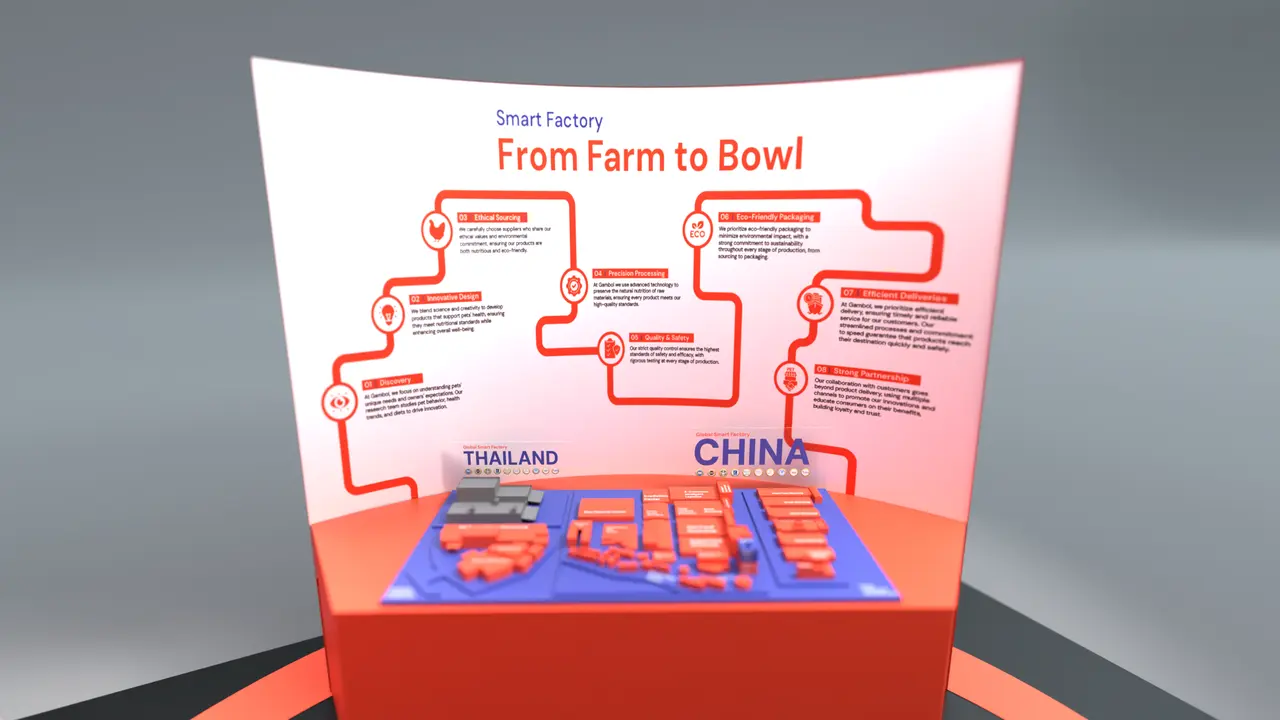 Smart Factory
From Farm to Bowl
01 Discovery
At Gambol, we focus on understanding pets'
unique needs and owners' expectations. Our
research team studies pet behavior, health
trends, and diets to drive innovation.
02 Innovative Design
We blend science and creativity to develop
products that support pets' health, ensuring
they meet nutritional standards while
enhancing overall well-being.
03 Ethical Sourcing
We carefully choose suppliers who share our
ethical values and environmental
commitment, ensuring our products are
both nutritious and eco-friendly.
04 Precision Processing
At Gambol we use advanced technology to
preserve the natural nutrition of raw
materials, ensuring every product meets our
high-quality standards.
05 Quality & Safety
Our strict quality control ensures the highest
standards of safety and efficacy, with
rigorous testing at every stage of production.
ECO
06 Eco-Friendly Packaging
We prioritize eco-friendly packaging to
minimize environmental impact, with a
strong commitment to sustainability
throughout every stage of production, from
sourcing to packaging.
07 Efficient Deliveries
At Gambol, we prioritize efficient
delivery, ensuring timely and reliable
service for our customers. Our
streamlined processes and commitment
to speed guarantee that products reach
their destination quickly and safely.
PET
08 Strong Partnership
Our collaboration with customers goes
beyond product delivery, using multiple
channels to promote our innovations and
educate consumers on their benefits,
building loyalty and trust.
Global Smart Factory
THAILAND
Global Smart Factory
CHINA